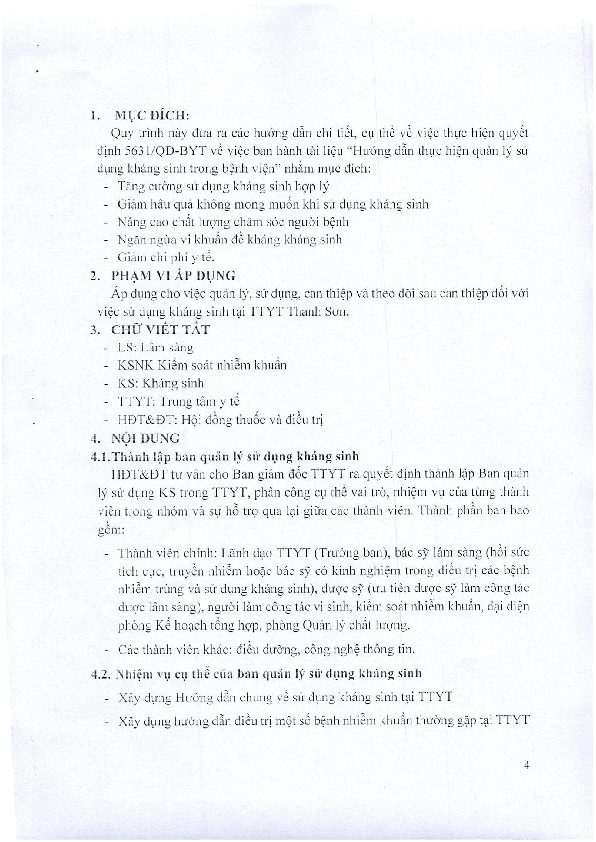 1. MỤC ĐÍCH:
Quy trình này đưa ra các hướng dẫn chi tiết, cụ thể về việc thực hiện quyết
định 5631/QD-BYT về việc ban hành tài liệu “Hướng dẫn thực hiện quản lý sử
dụng kháng sinh trong bệnh viện” nhằm mục đích:
- Tăng cường sử dụng kháng sinh hợp lý
- Giảm hậu quả không mong muốn khi sử dụng kháng sinh
- Nâng cao chất lượng chăm sóc người bệnh
- Ngăn ngừa vi khuẩn đề kháng kháng sinh
- Giảm chi phí y tế.
2. PHẠM VI ÁP DỤNG
Áp dụng cho việc quản lý, sử dụng, can thiệp và theo dõi sau can thiệp đối với
việc sử dụng kháng sinh tại TTYT Thanh Sơn.
3. CHỮ VIẾT TẮT
- LS: Lâm sàng
- KSNK Kiểm soát nhiễm khuẩn
- KS: Kháng sinh
- TTYT: Trung tâm y tế
- HĐT&ĐT: Hội đồng thuốc và điều trị
4. NỘI DUNG
4.1.Thành lập ban quản lý sử dụng kháng sinh
HĐT&ĐT tư vấn cho Ban giám đốc TTYT ra quyết định thành lập Ban quản
lý sử dụng KS trong TTYT, phân công cụ thể vai trò, nhiệm vụ của từng thành
viên trong nhóm và sự hỗ trợ qua lại giữa các thành viên. Thành phần ban bao
gồm:
- Thành viên chính: Lãnh đạo TTYT (Trưởng ban), bác sỹ lâm sàng (hồi sức
tích cực, truyền nhiễm hoặc bác sỹ có kinh nghiệm trong điều trị các bệnh
nhiễm trùng và sử dụng kháng sinh), dược sỹ (ưu tiên dược sỹ làm công tác
dược lâm sàng), người làm công tác vi sinh, kiểm soát nhiễm khuẩn, đại diện
phòng Kế hoạch tổng hợp, phòng Quản lý chất lượng.
- Các thành viên khác: điều dưỡng, công nghệ thông tin.
4.2. Nhiệm vụ cụ thể của ban quản lý sử dụng kháng sinh
- Xây dựng Hướng dẫn chung về sử dụng kháng sinh tại TTYT
- Xây dụng hướng dẫn điều trị một số bệnh nhiễm khuẩn thường gặp tại TTYT
4